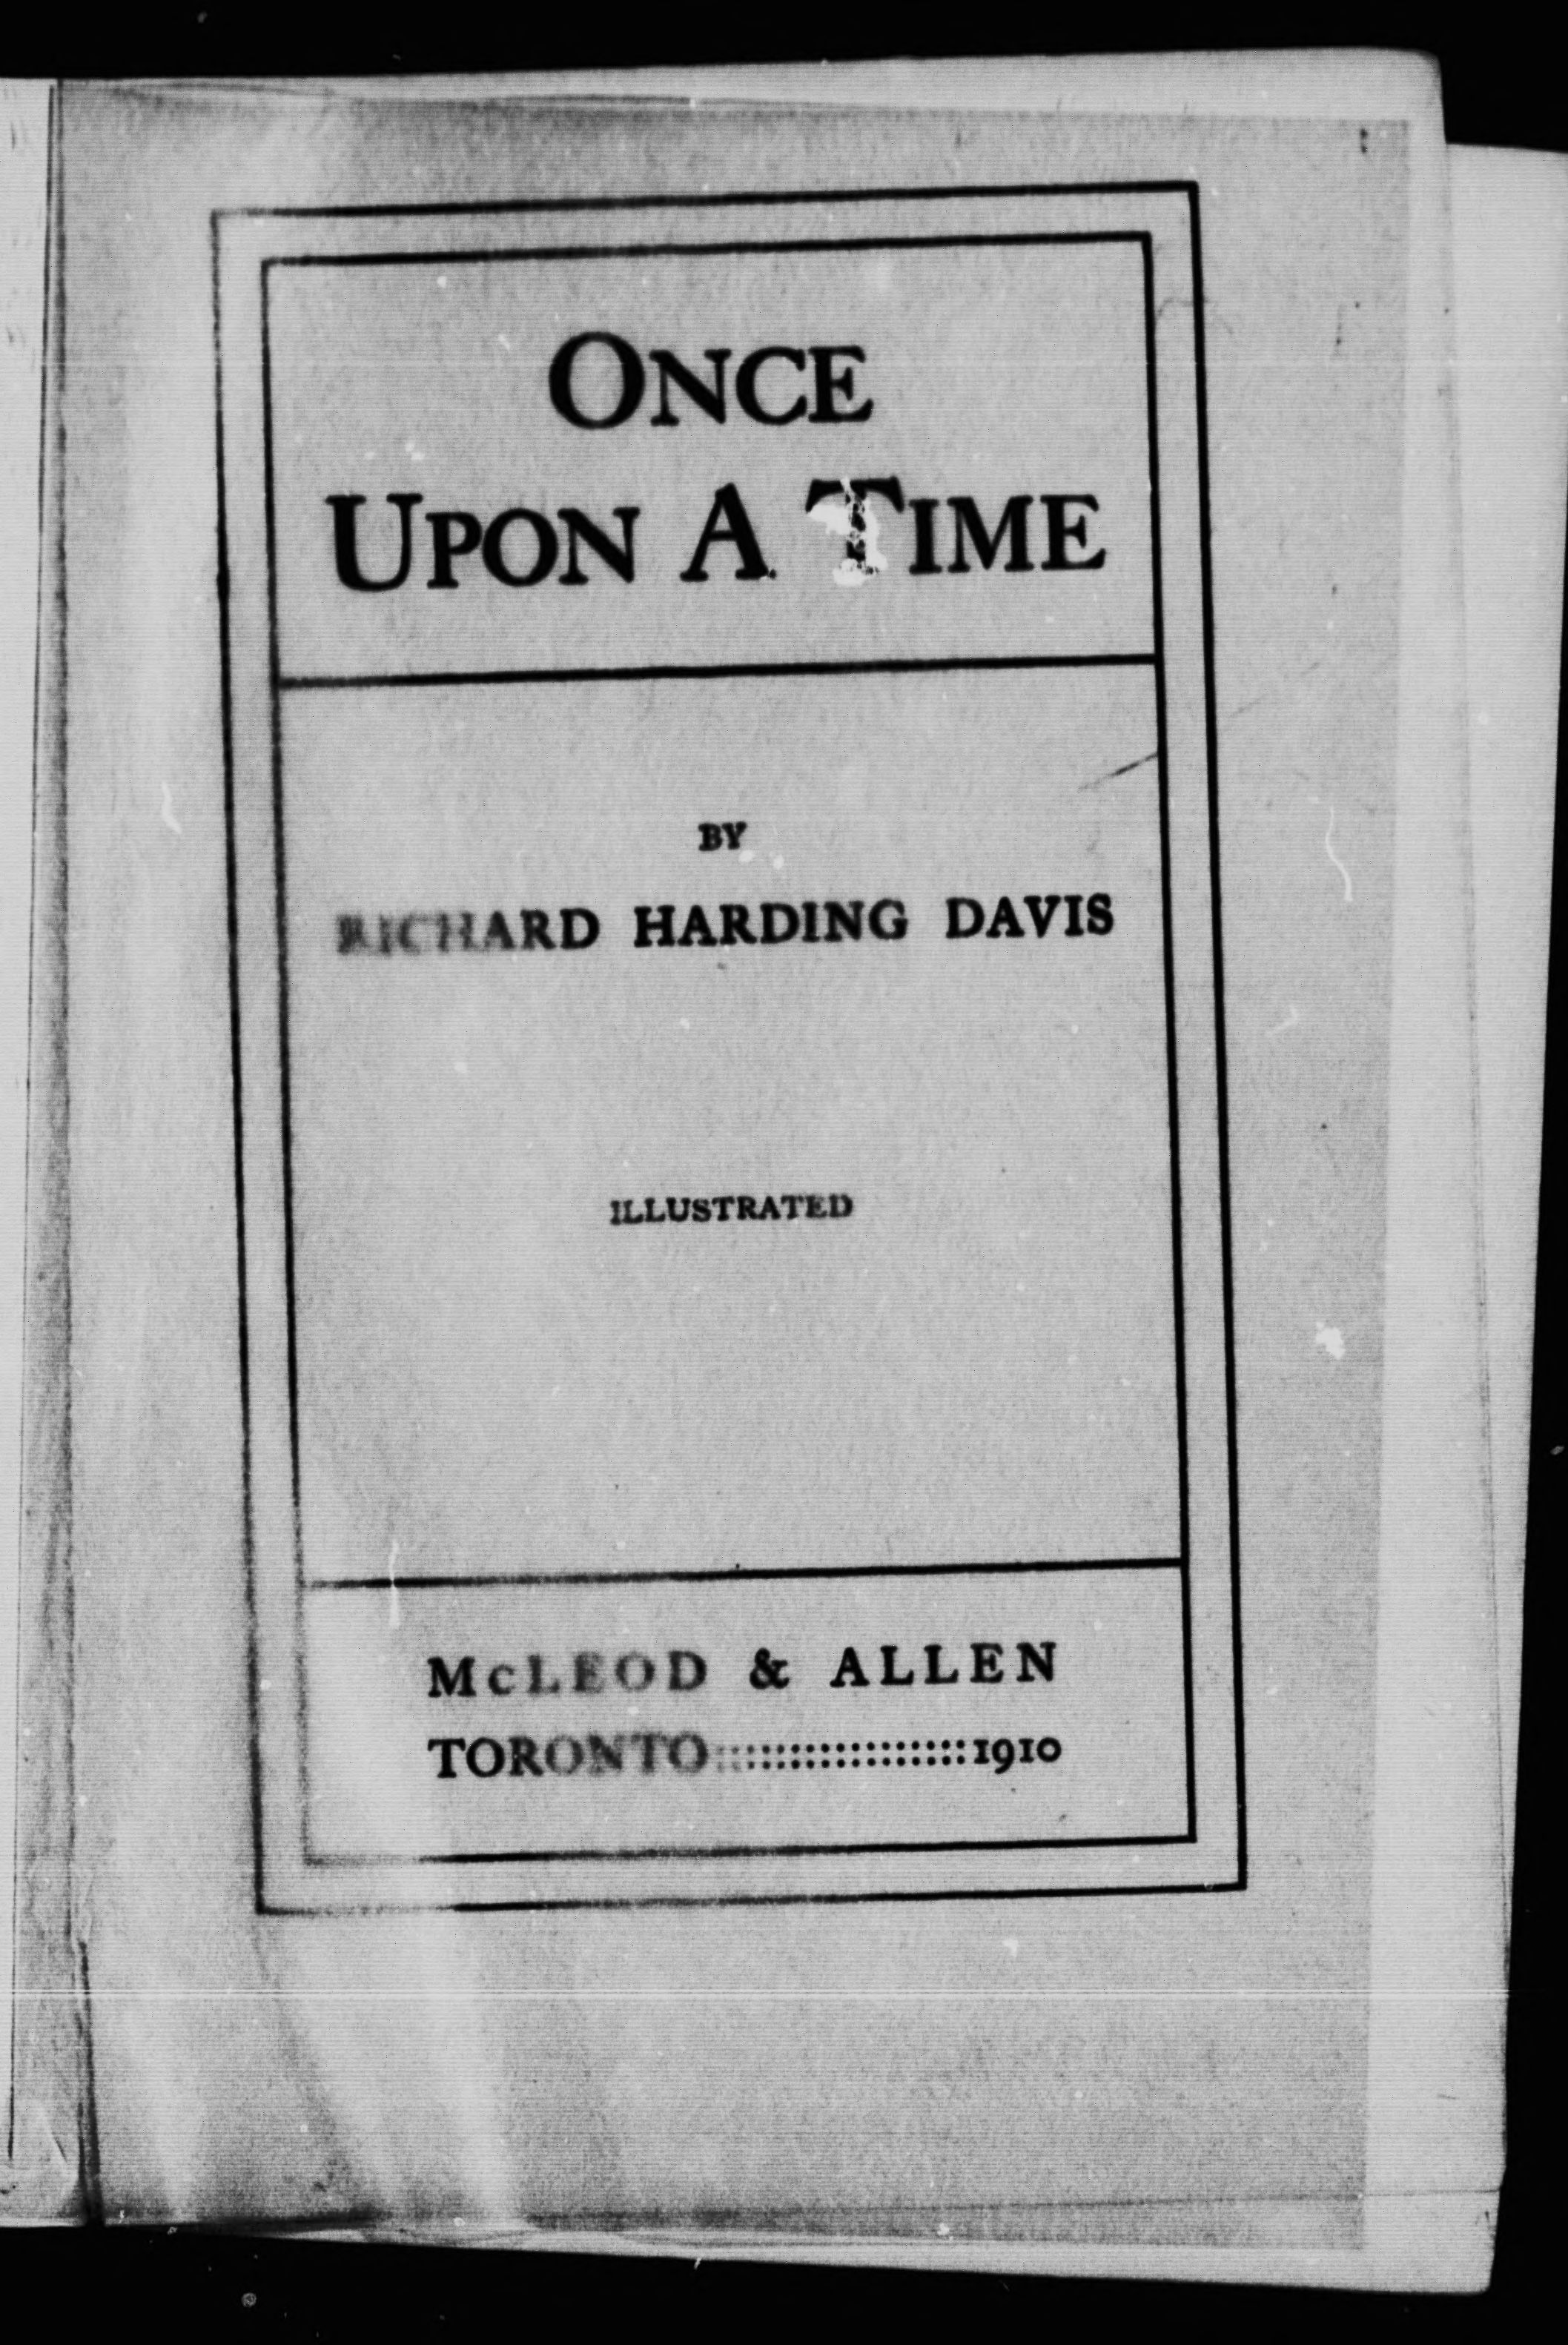 ONCE
UPON A TIME
BY
RICHARD HARDING DAVIS
ILLUSTRATED
McLEOD & ALLEN
TORONTO::::::::::::::::::1910